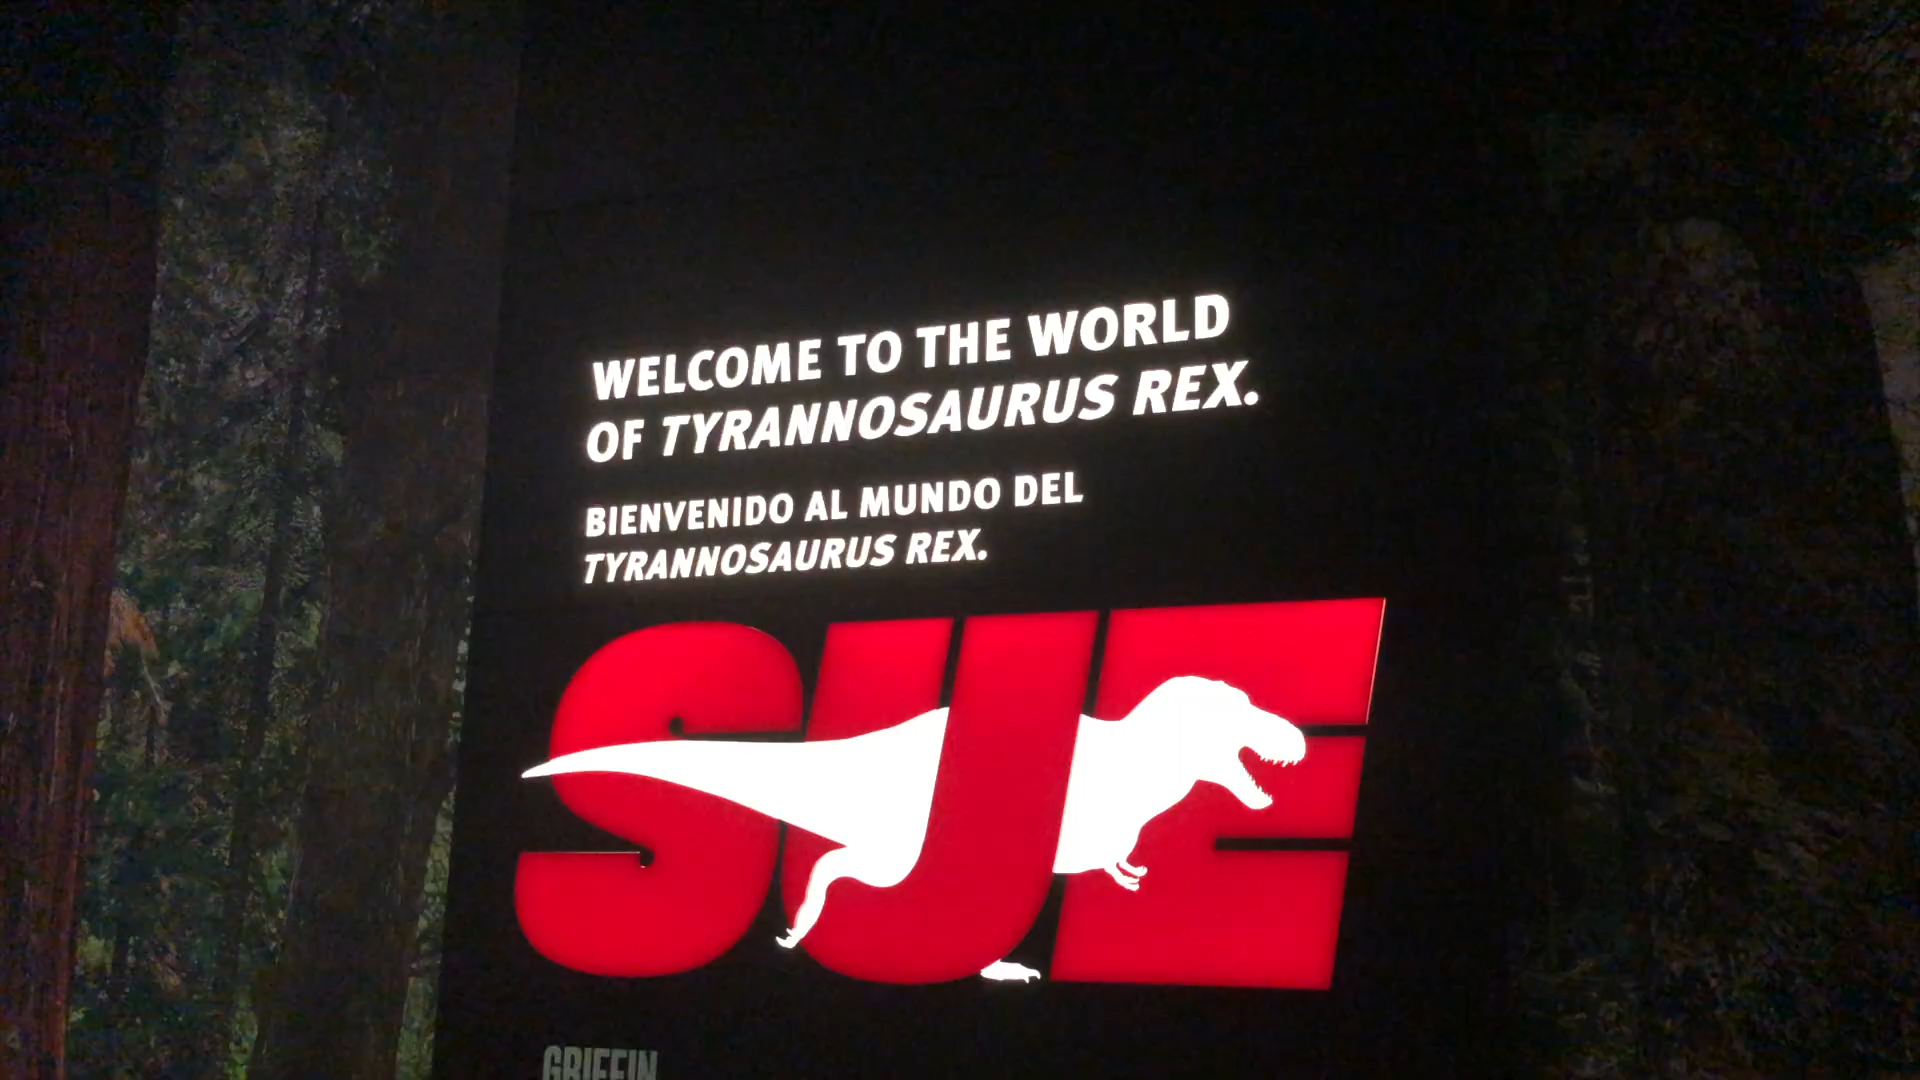 WELCOME TO THE WORLD
OF TYRANNOSAURUS REX.
BIENVENIDO AL MUNDO DEL
TYRANNOSAURUS REX.
SUE
GRIFFIN